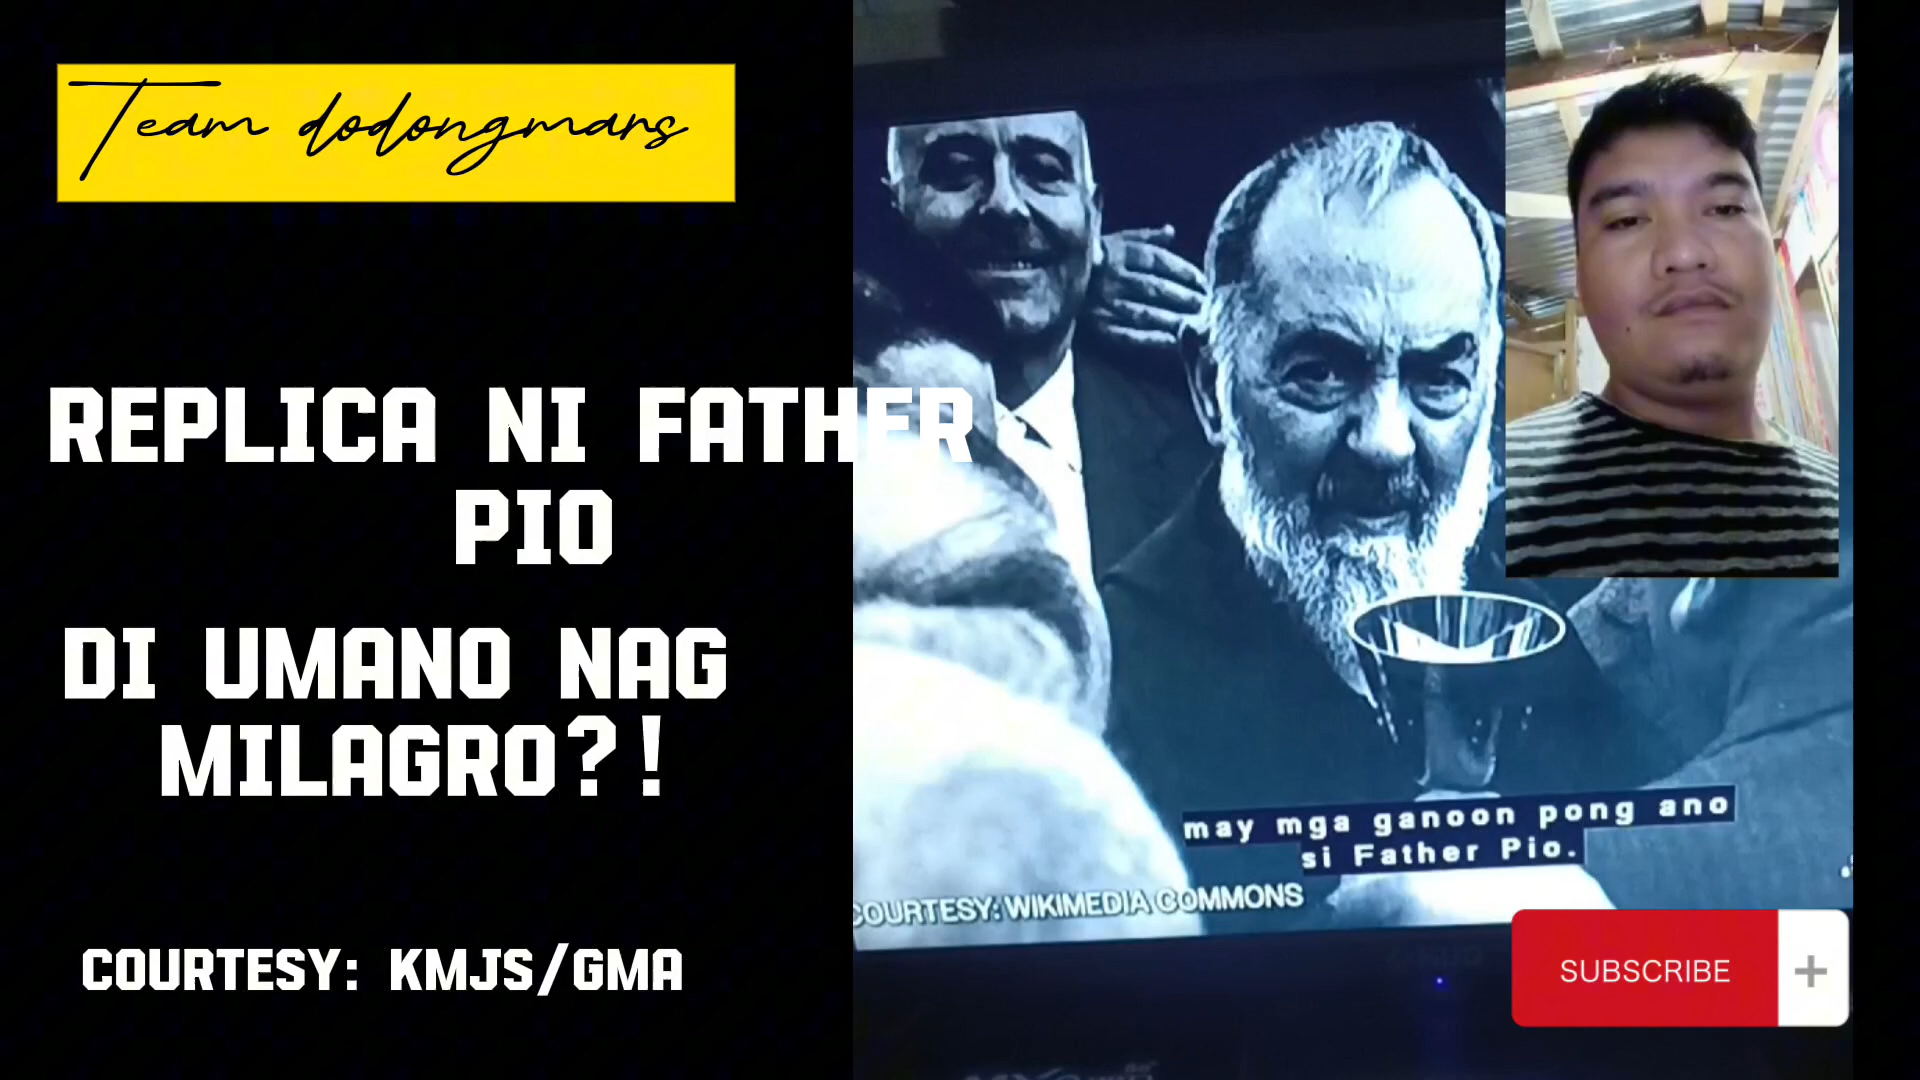 Team dodongmars
REPLICA NI FATHER
PIO
DI UMANO NAG
MILAGRO?!
COURTESY: KMJS/GMA
may mga ganoon pong ano
si Father Pio.
COURTESY: WIKIMEDIA COMMONS
SUBSCRIBE +